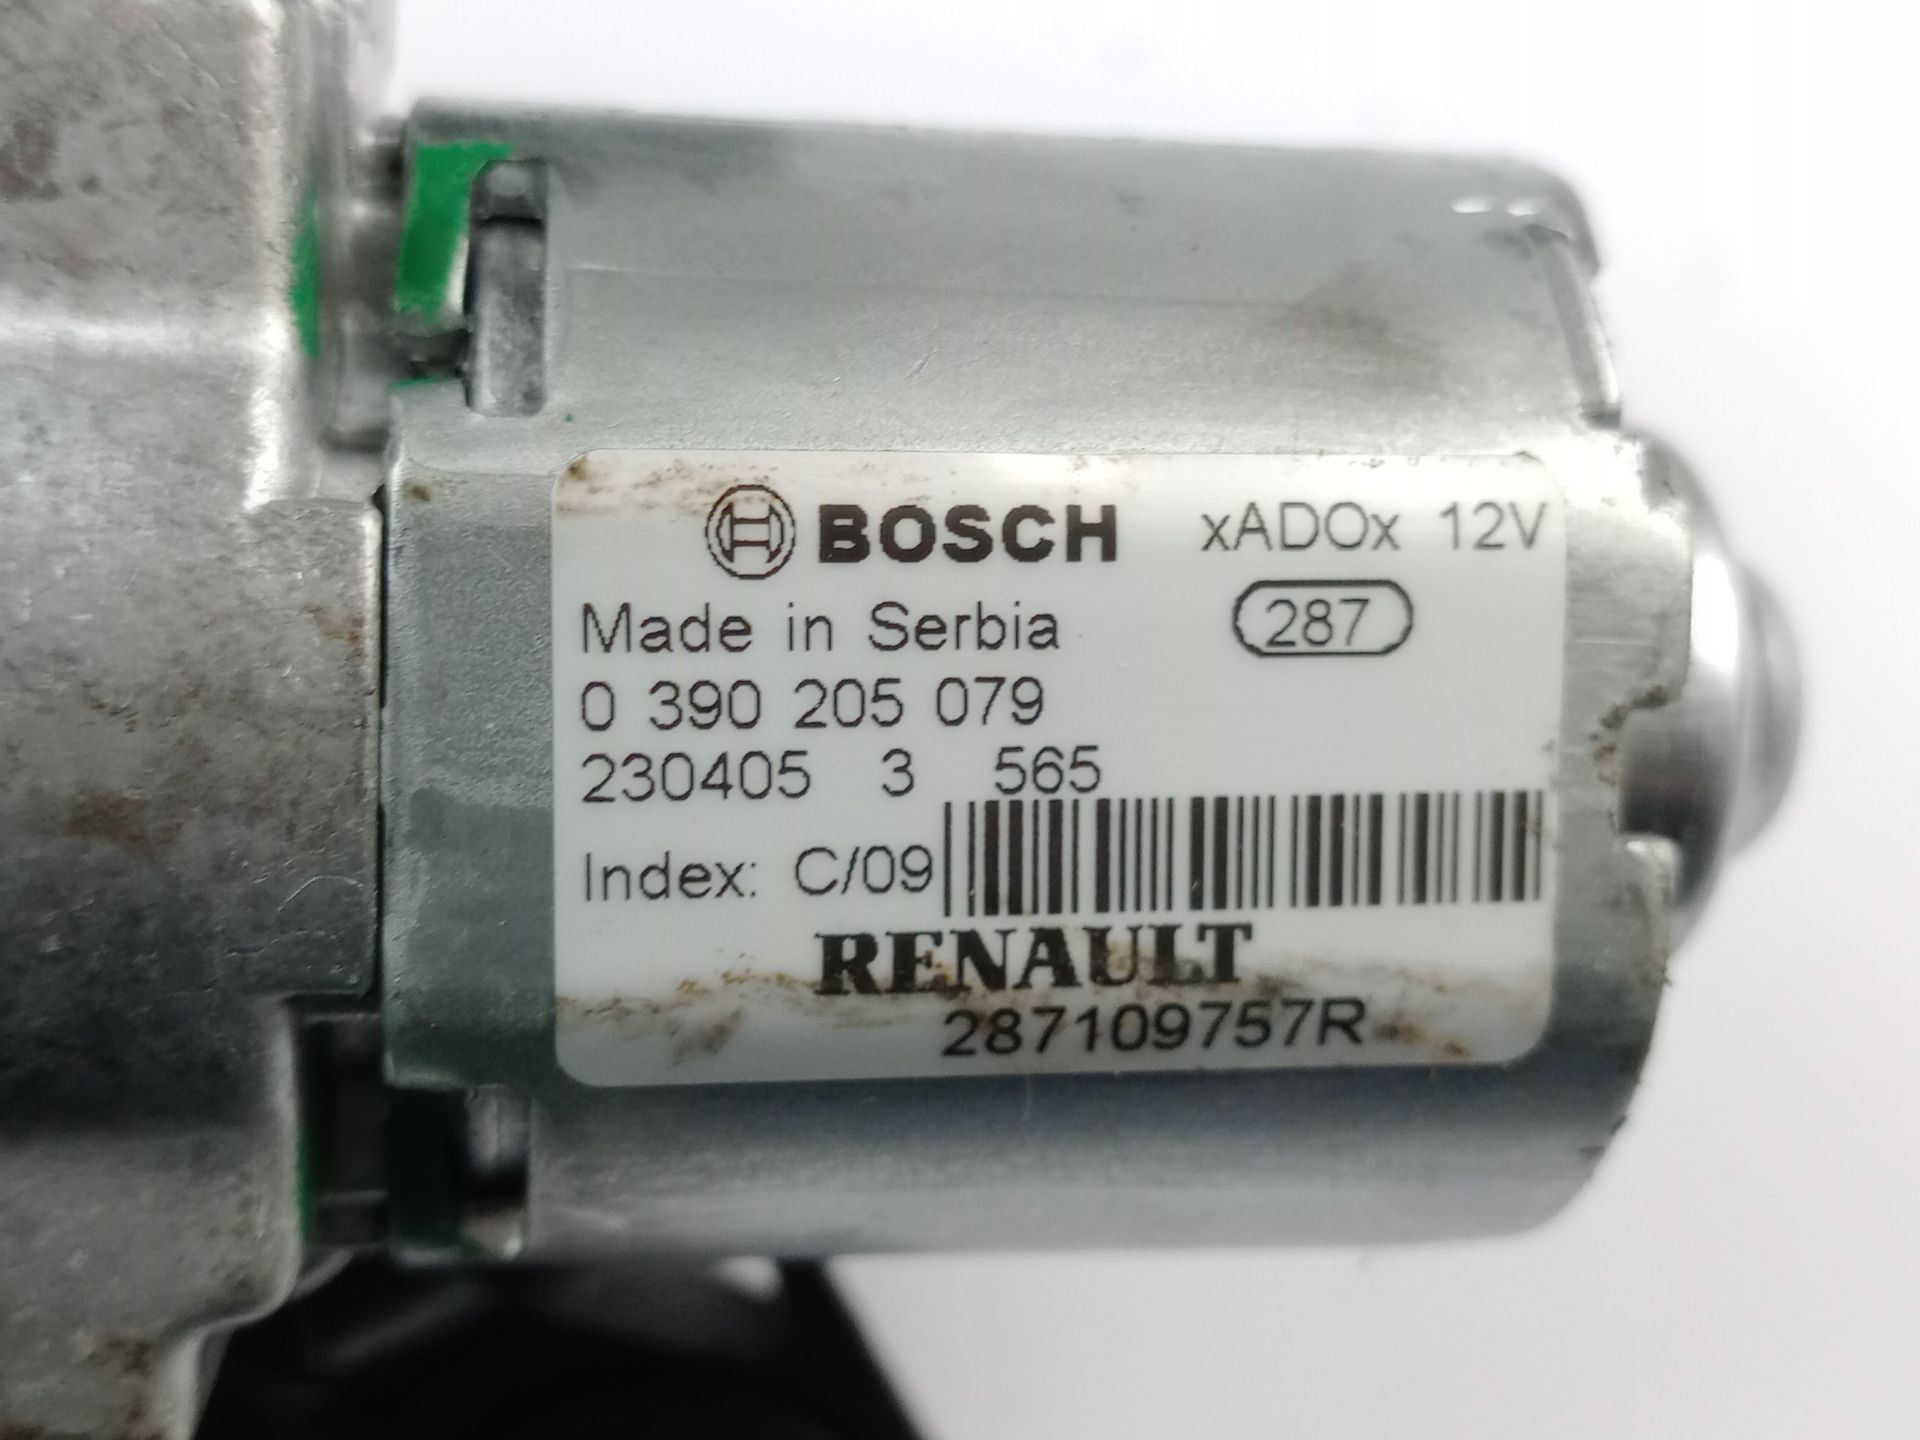 BOSCH xADOx 12V
Made in Serbia 287
0 390 205 079
230405 3 565
Index: C/09
RENAULT
287109757R